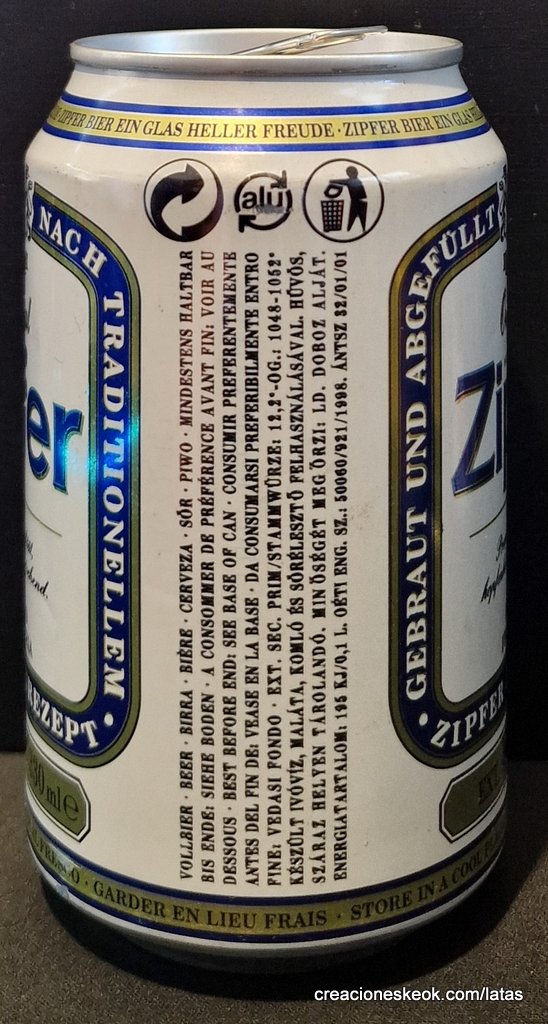 ZIPFER BIER EIN GLAS HELLER FREUDE · ZIPFER BIER EIN GLAS HELLER
alu
NACH TRADITIONELLEM REZEPT ·
er
330 ml e
VOLLBIER · BEER · BIRRA · BIÈRE · CERVEZA · SÖR · PIWO · MINDESTENS HALTBAR
BIS ENDE: SIEHE BODEN · A CONSOMMER DE PRÉFÉRENCE AVANT FIN: VOIR AU
DESSOUS · BEST BEFORE END: SEE BASE OF CAN · CONSUMIR PREFERENTEMENTE
ANTES DEL FIN DE: VEASE EN LA BASE · DA CONSUMARSI PREFERIBILMENTE ENTRO
FINE: VEDASI FONDO · EXT. SEC. PRIM/STAMMWÜRZE: 12,2°-OG.: 1048-1052°
KÉSZÜLT IVÓVÍZ, MALÁTA, KOMLÓ ÉS SÖRÉLESZTŐ FELHASZNÁLÁSÁVAL. HŰVÖS,
SZÁRAZ HELYEN TÁROLANDÓ. MINŐSÉGÉT MEGŐRZI: LD. DOBOZ ALJÁT.
ENERGIATARTALOM: 195 KJ/0,1 L. OÉTI ENG. SZ.: 50060/921/1998. ÁNTSZ 82/01/01
GEBRAUT UND ABGEFÜLLT
· ZIPFER
Zip
EXT
FRESCO · GARDER EN LIEU FRAIS · STORE IN A COOL
creacioneskeok.com/latas